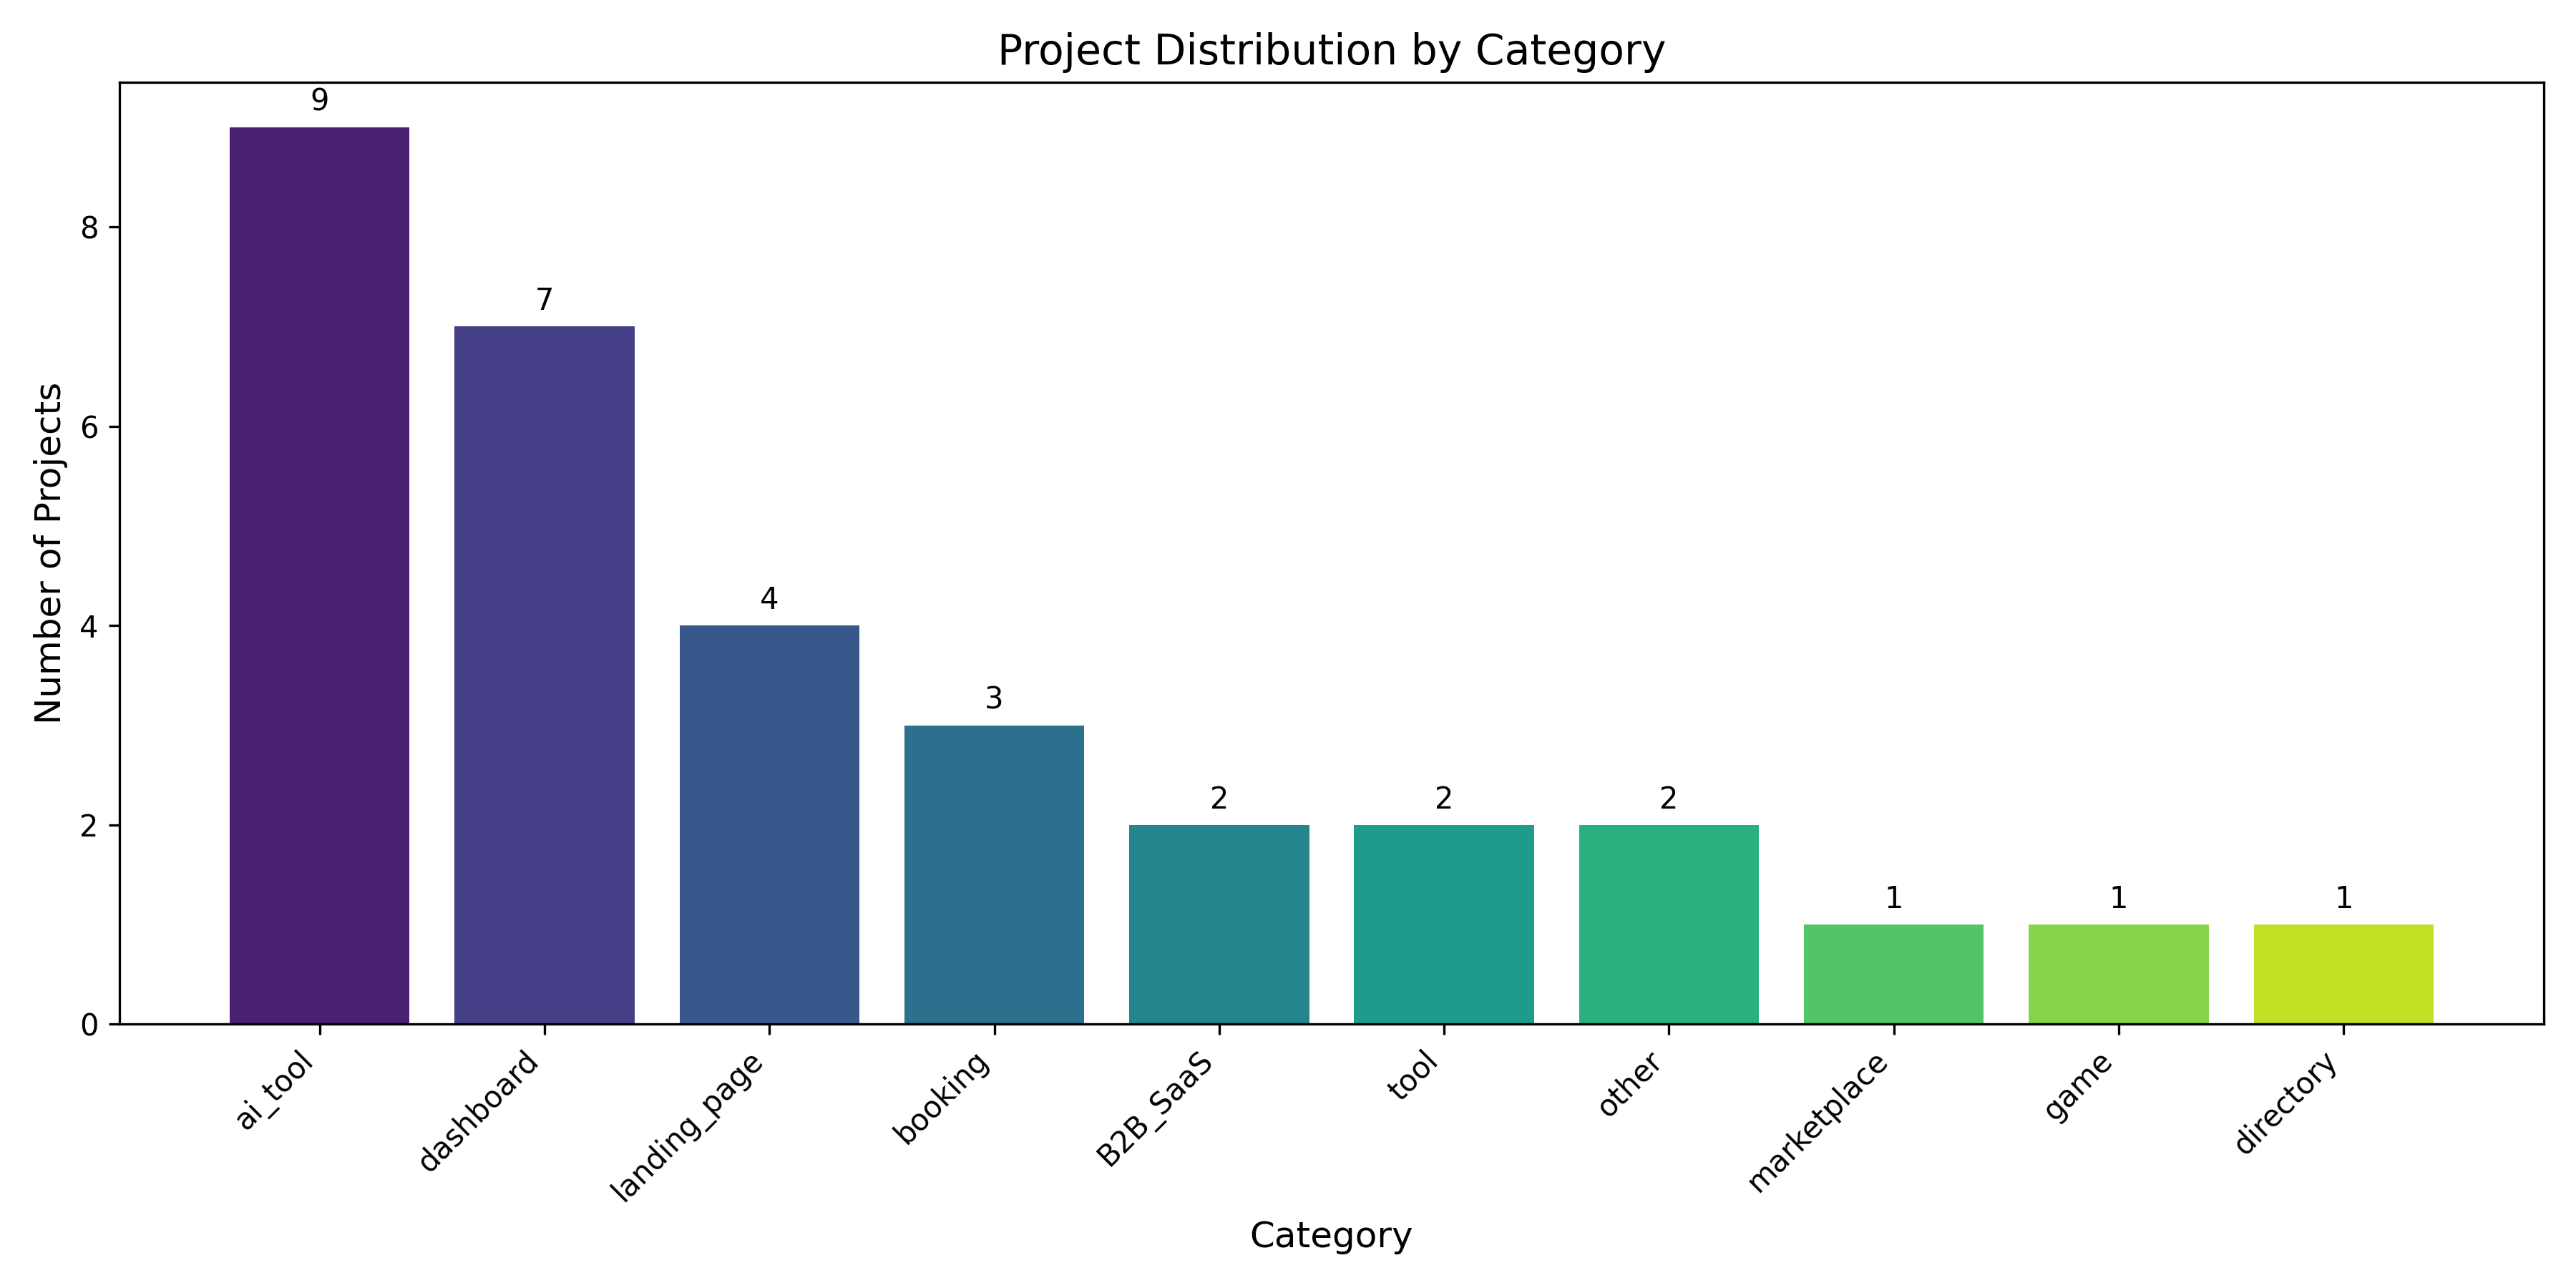 Project Distribution by Category
9
7
4
3
2
2
2
1
1
1
8
6
4
2
0
Number of Projects
ai_tool
dashboard
landing_page
booking
B2B_SaaS
tool
other
marketplace
game
directory
Category